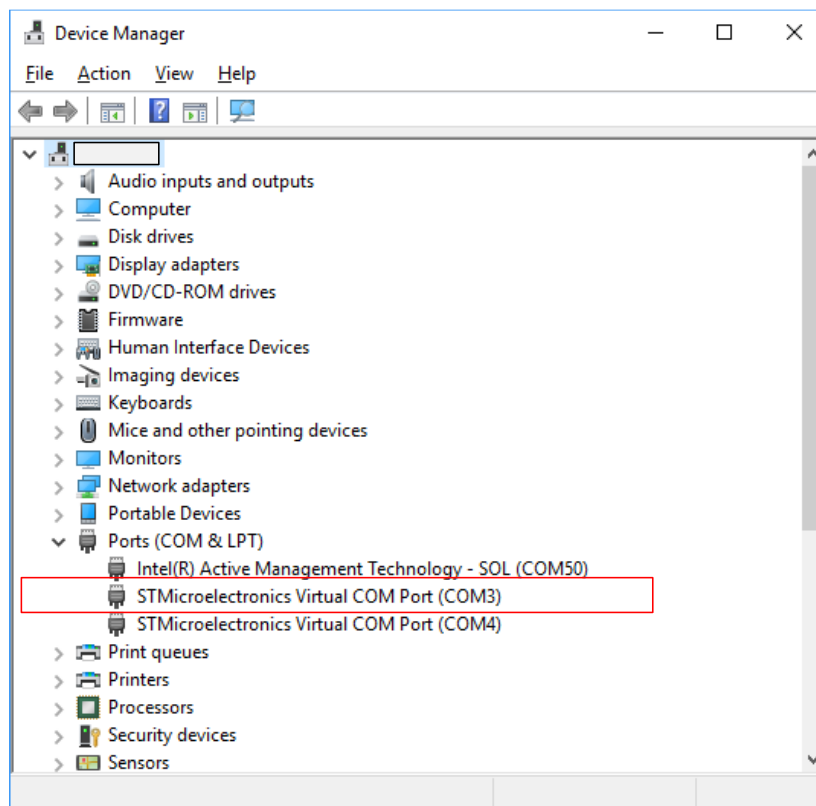 Device Manager
File Action View Help
Audio inputs and outputs
Computer
Disk drives
Display adapters
DVD/CD-ROM drives
Firmware
Human Interface Devices
Imaging devices
Keyboards
Mice and other pointing devices
Monitors
Network adapters
Portable Devices
Ports (COM & LPT)
Intel(R) Active Management Technology - SOL (COM50)
STMicroelectronics Virtual COM Port (COM3)
STMicroelectronics Virtual COM Port (COM4)
Print queues
Printers
Processors
Security devices
Sensors